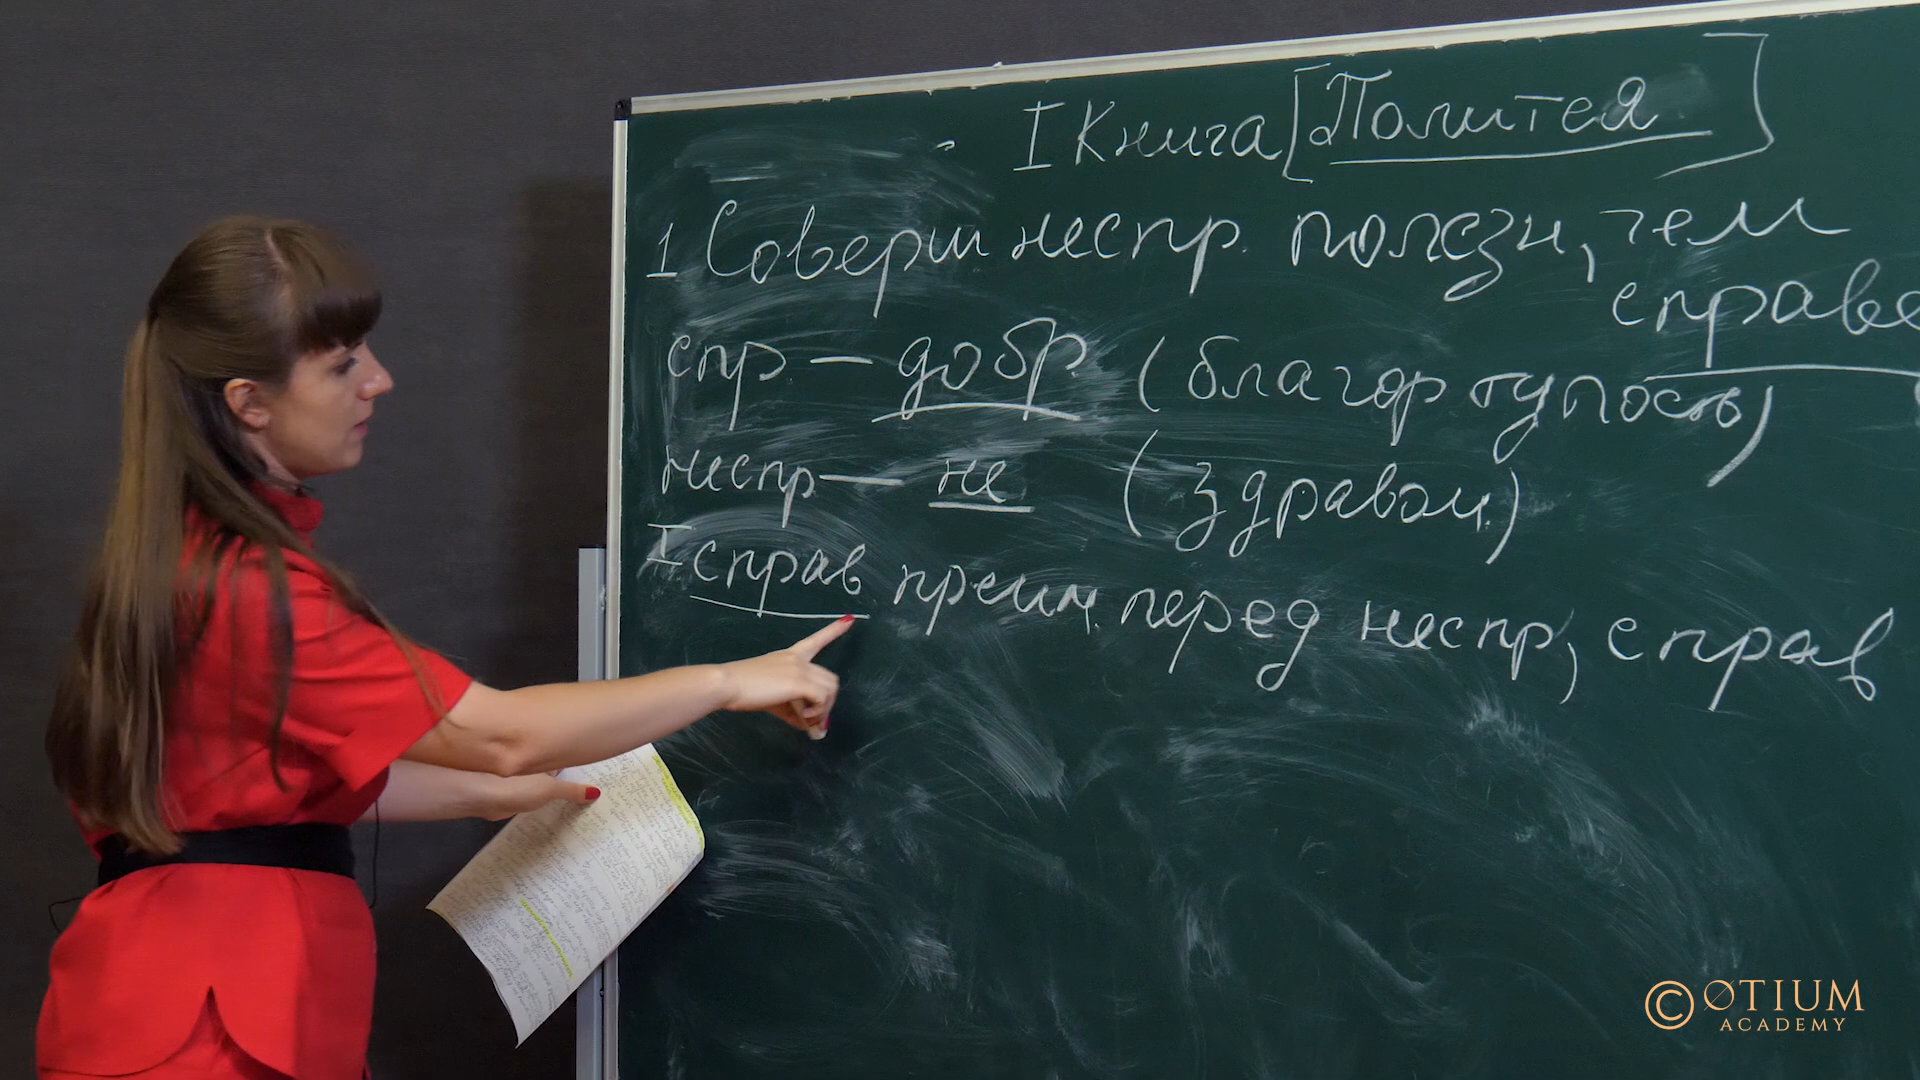 I Книга [Политея]
1 Соверш неспр. полезн, чем
справе
спр – добр (благор тупость)
неспр – не (здравом.)
I справ преим. перед неспр, справ
© OTIUM
ACADEMY